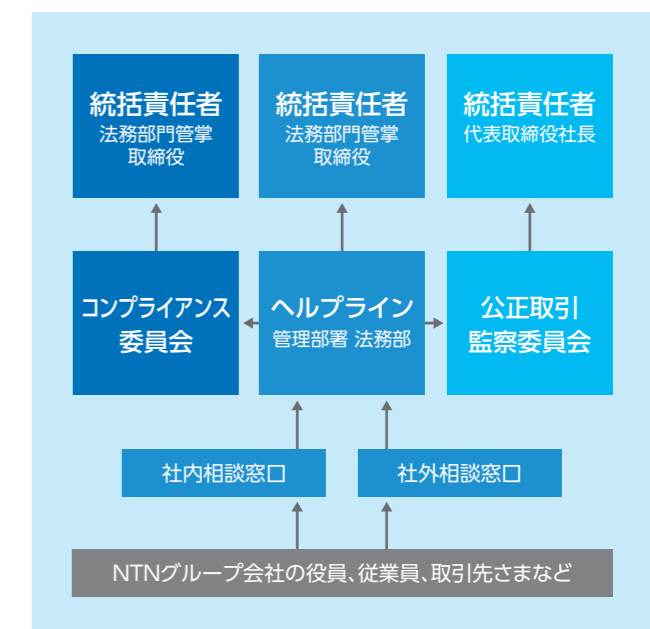 統括責任者
法務部門管掌
取締役
統括責任者
法務部門管掌
取締役
統括責任者
代表取締役社長
コンプライアンス
委員会
ヘルプライン
管理部署 法務部
公正取引
監察委員会
社内相談窓口
社外相談窓口
NTNグループ会社の役員、従業員、取引先さまなど